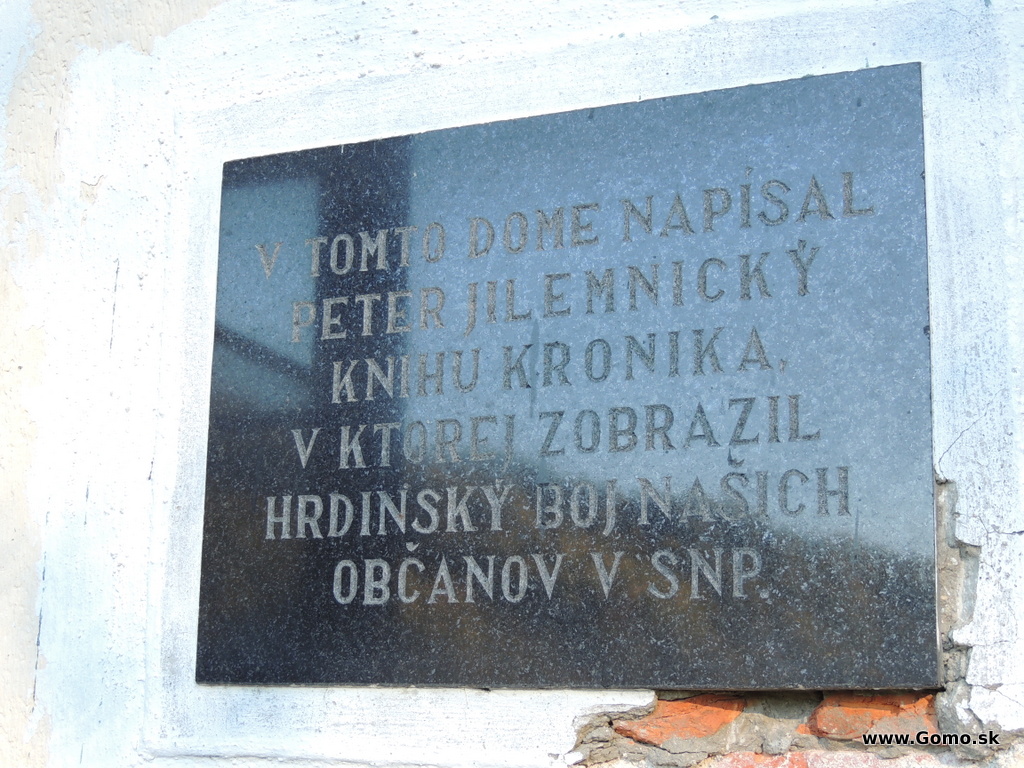 V TOMTO DOME NAPÍSAL
PETER JILEMNICKÝ
KNIHU KRONIKA,
V KTOREJ ZOBRAZIL
HRDINSKÝ BOJ NAŠICH
OBČANOV V SNP.
www.Gomo.sk